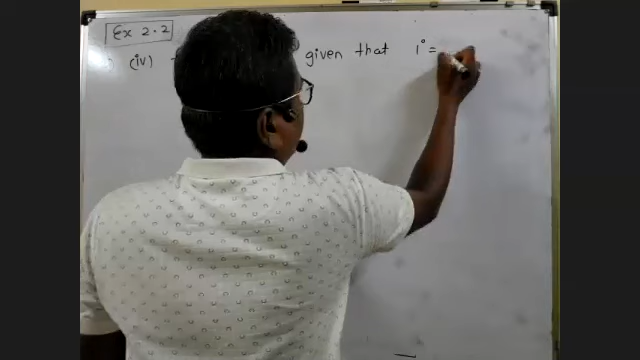 Ex 2.2
(iv) given that 1° =